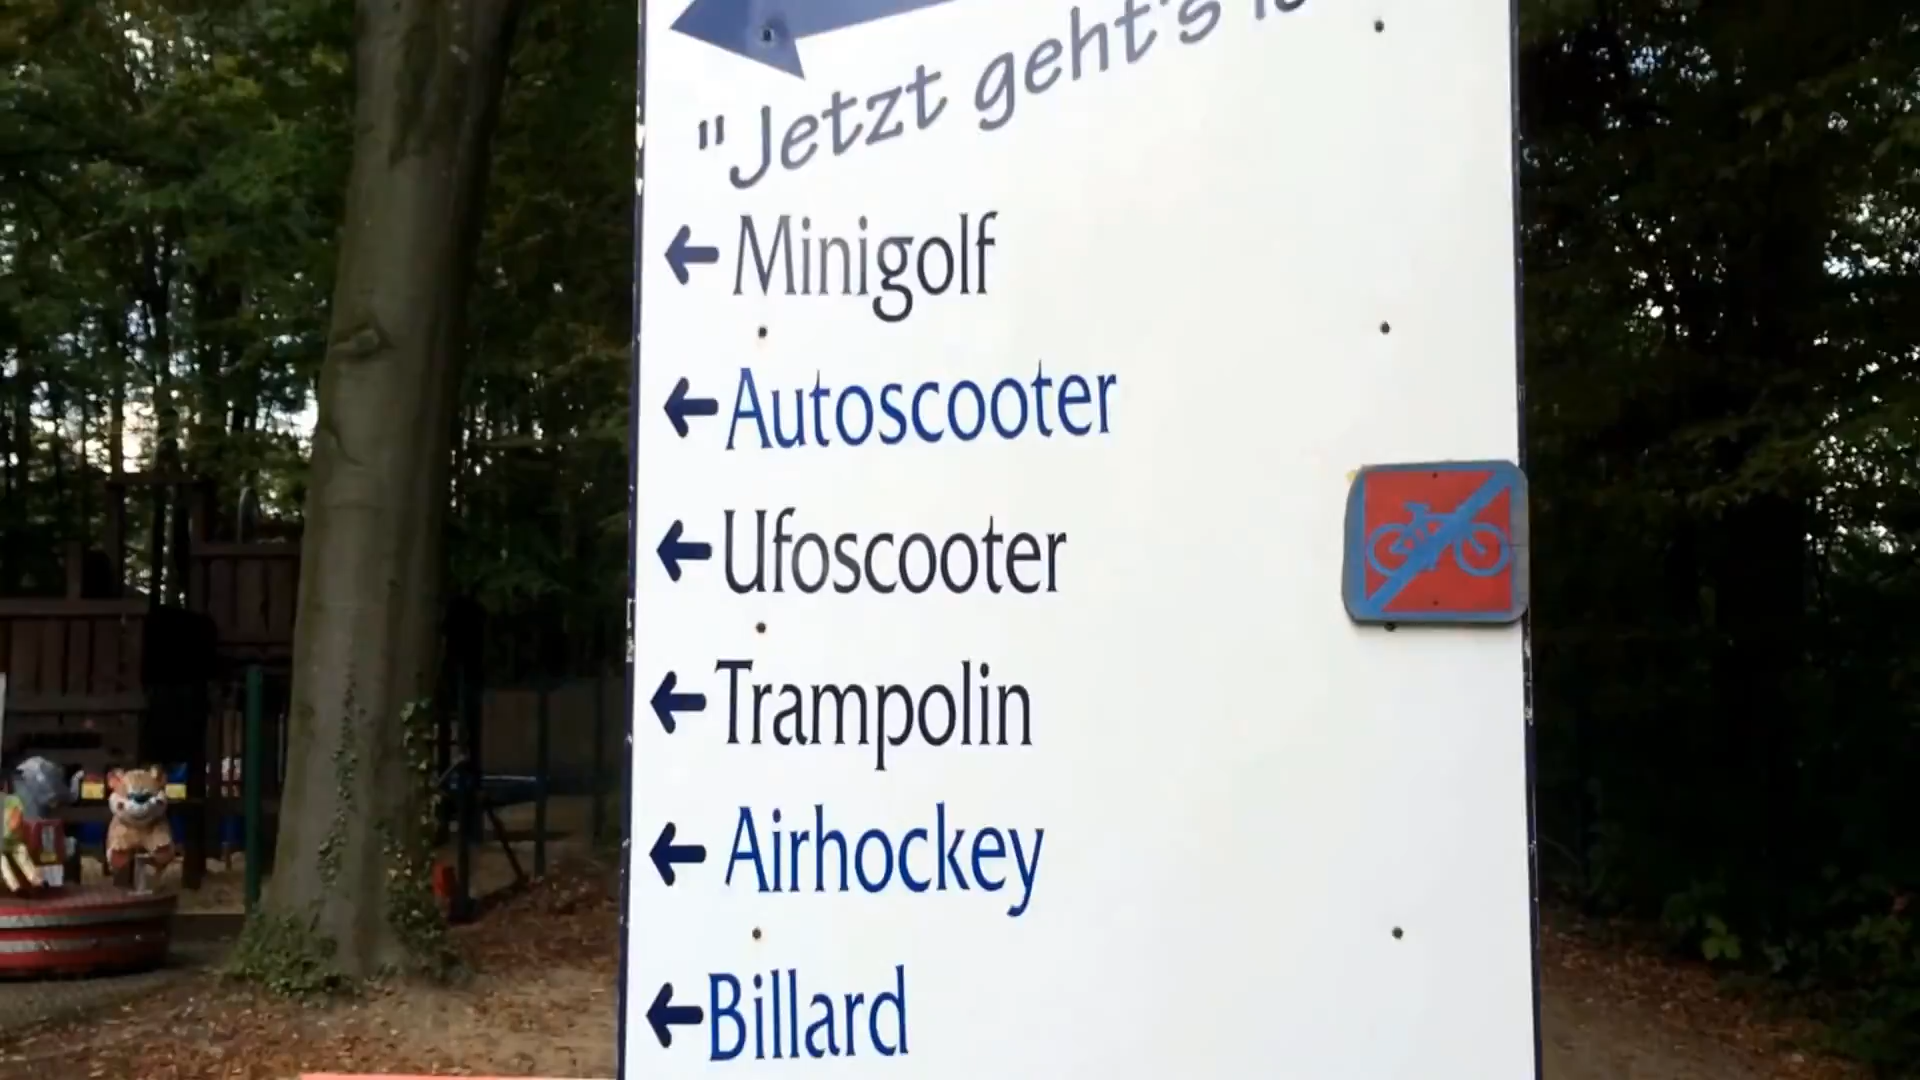 "Jetzt geht's
Minigolf
Autoscooter
Ufoscooter
Trampolin
Airhockey
Billard